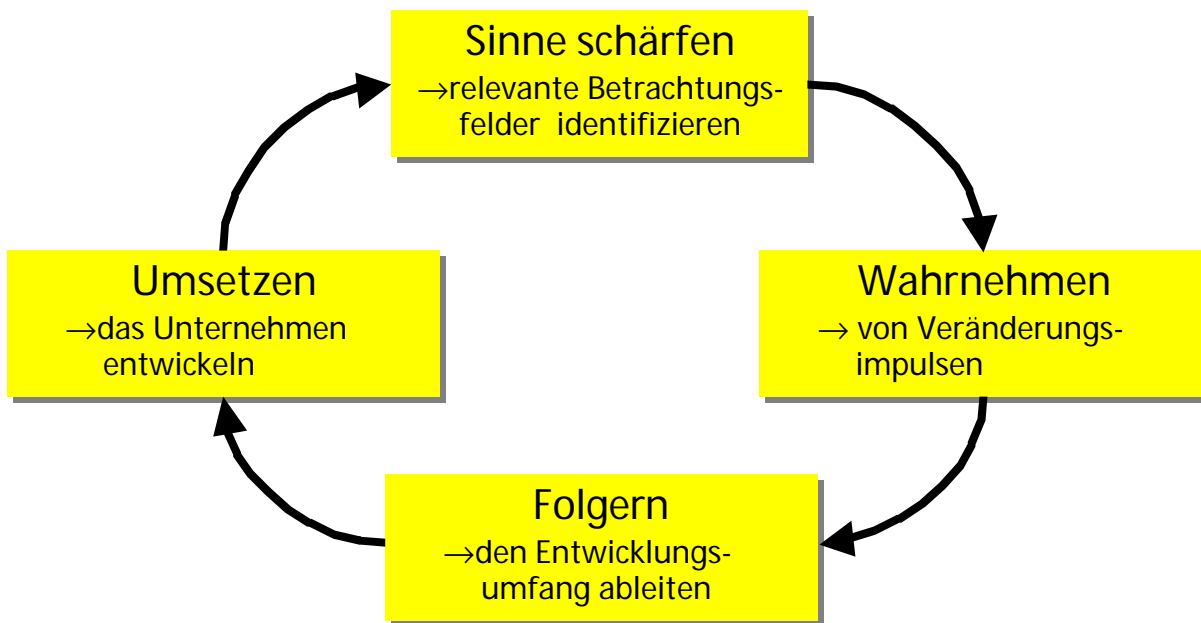 Sinne schärfen
→relevante Betrachtungs-
felder identifizieren
Wahrnehmen
→ von Veränderungs-
impulsen
Folgern
→den Entwicklungs-
umfang ableiten
Umsetzen
→das Unternehmen
entwickeln